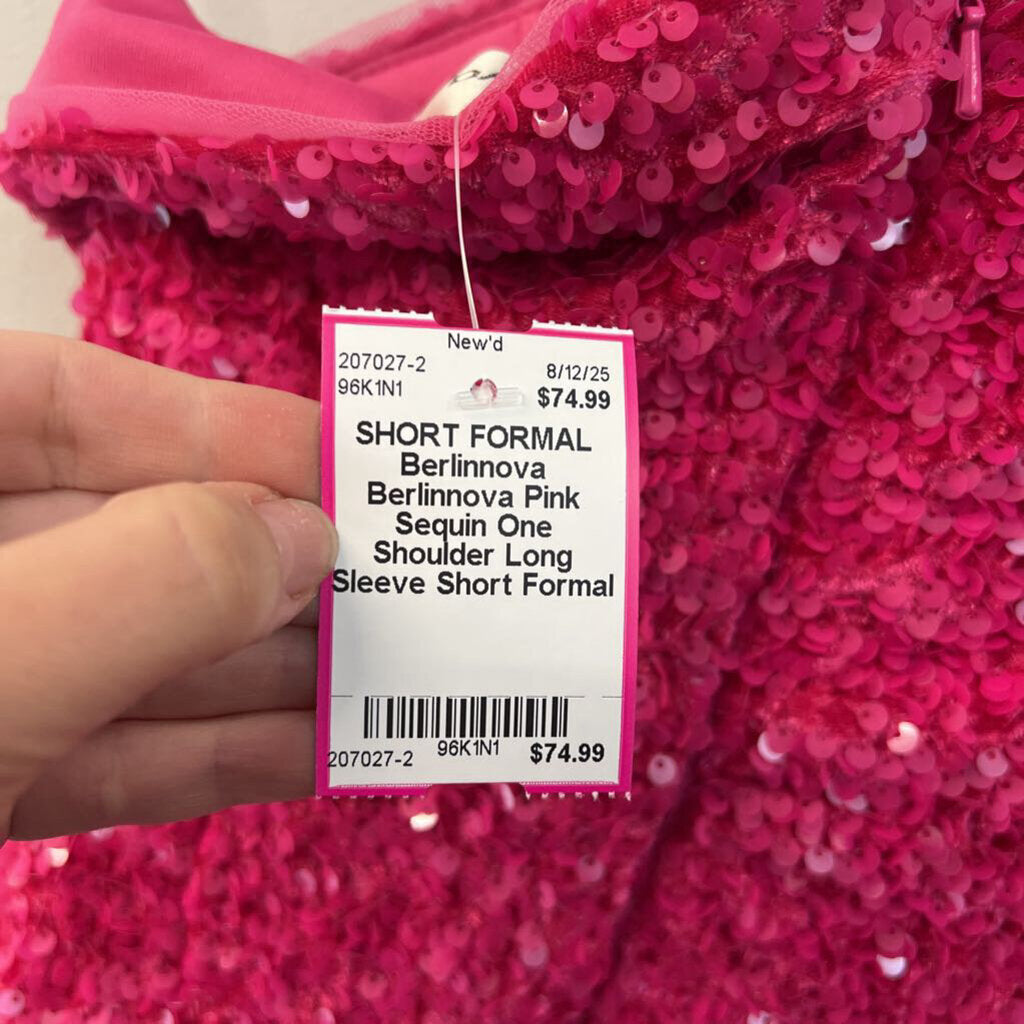 New'd
207027-2
8/12/25
96K1N1
$74.99
SHORT FORMAL
Berlinnova
Berlinnova Pink
Sequin One
Shoulder Long
Sleeve Short Formal
207027-2
96K1N1
$74.99